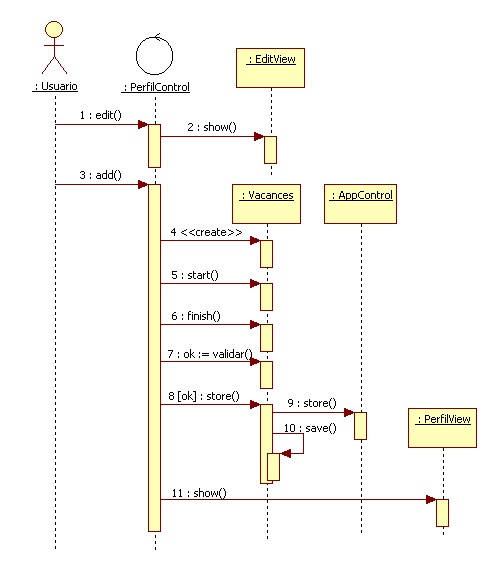 : EditView
: Usuario
: PerfilControl
1 : edit()
2 : show()
3 : add()
: Vacances
: AppControl
4 <<create>>
5 : start()
6 : finish()
7 : ok := validar()
8 [ok] : store()
9 : store()
: PerfilView
10 : save()
11 : show()